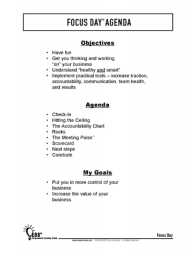 FOCUS DAY™ AGENDA
Objectives
• Have fun
• Get you thinking and working
"on" your business
• Understand "healthy and smart"
• Implement practical tools – increase traction,
accountability, communication, team health,
and results
Agenda
• Check-in
• Hitting the Ceiling
• The Accountability Chart
• Rocks
• The Meeting Pulse™
• Scorecard
• Next steps
• Conclude
My Goals
• Put you in more control of your
business
• Increase the value of your
business
EOS
Focus Day